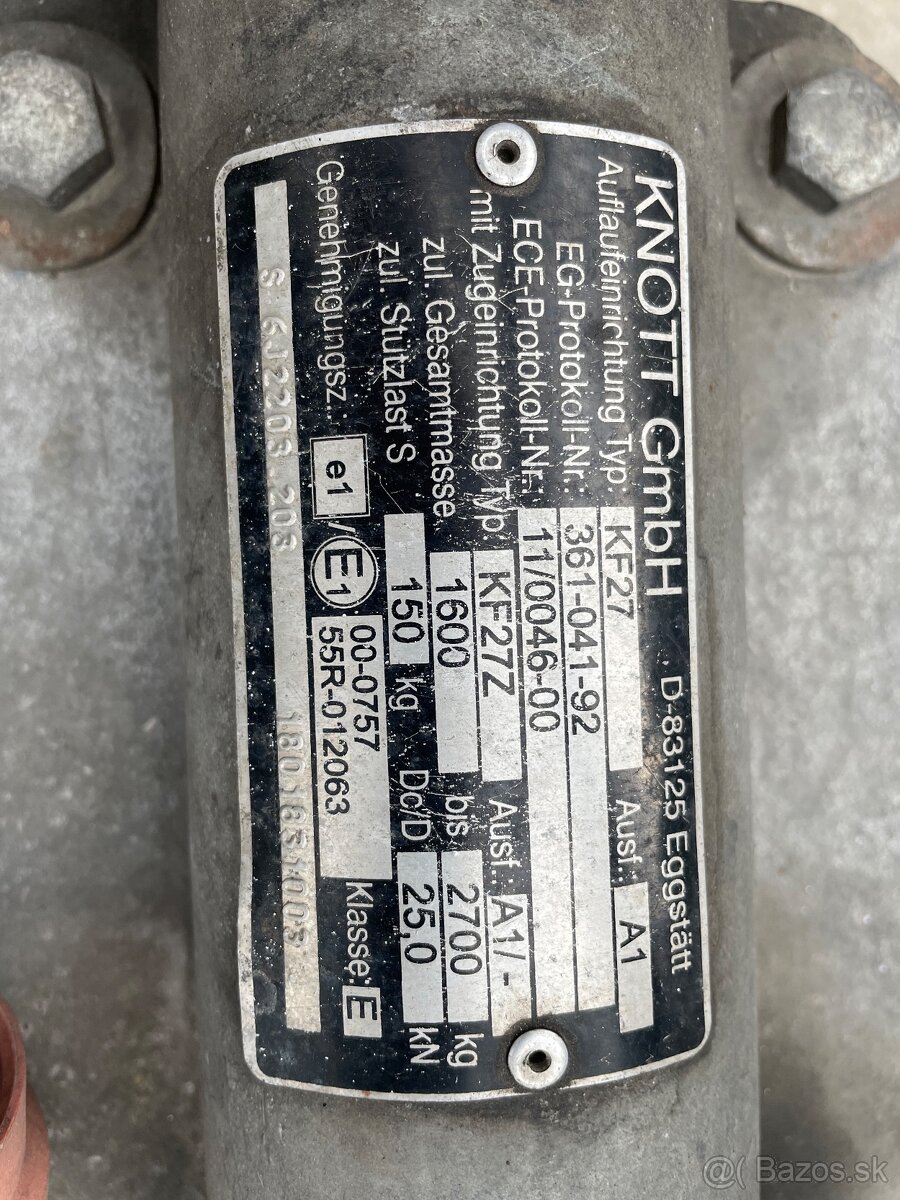 KNOTT GmbH D-83125 Eggstätt
Auflaufeinrichtung Typ: KF27 Ausf.: A1
EG-Protokoll-Nr.: 361-041-92
ECE-Protokoll-Nr.: 11/0046-00
mit Zugeinrichtung Typ: KF27Z Ausf.: A1/-
zul. Gesamtmasse 1600 bis 2700 kg
zul. Stützlast S 150 kg Dc/D 25,0 kN
Genehmigungsz.: e1 / E1 00-0757 Klasse: E
55R-012063
@( Bazos.sk